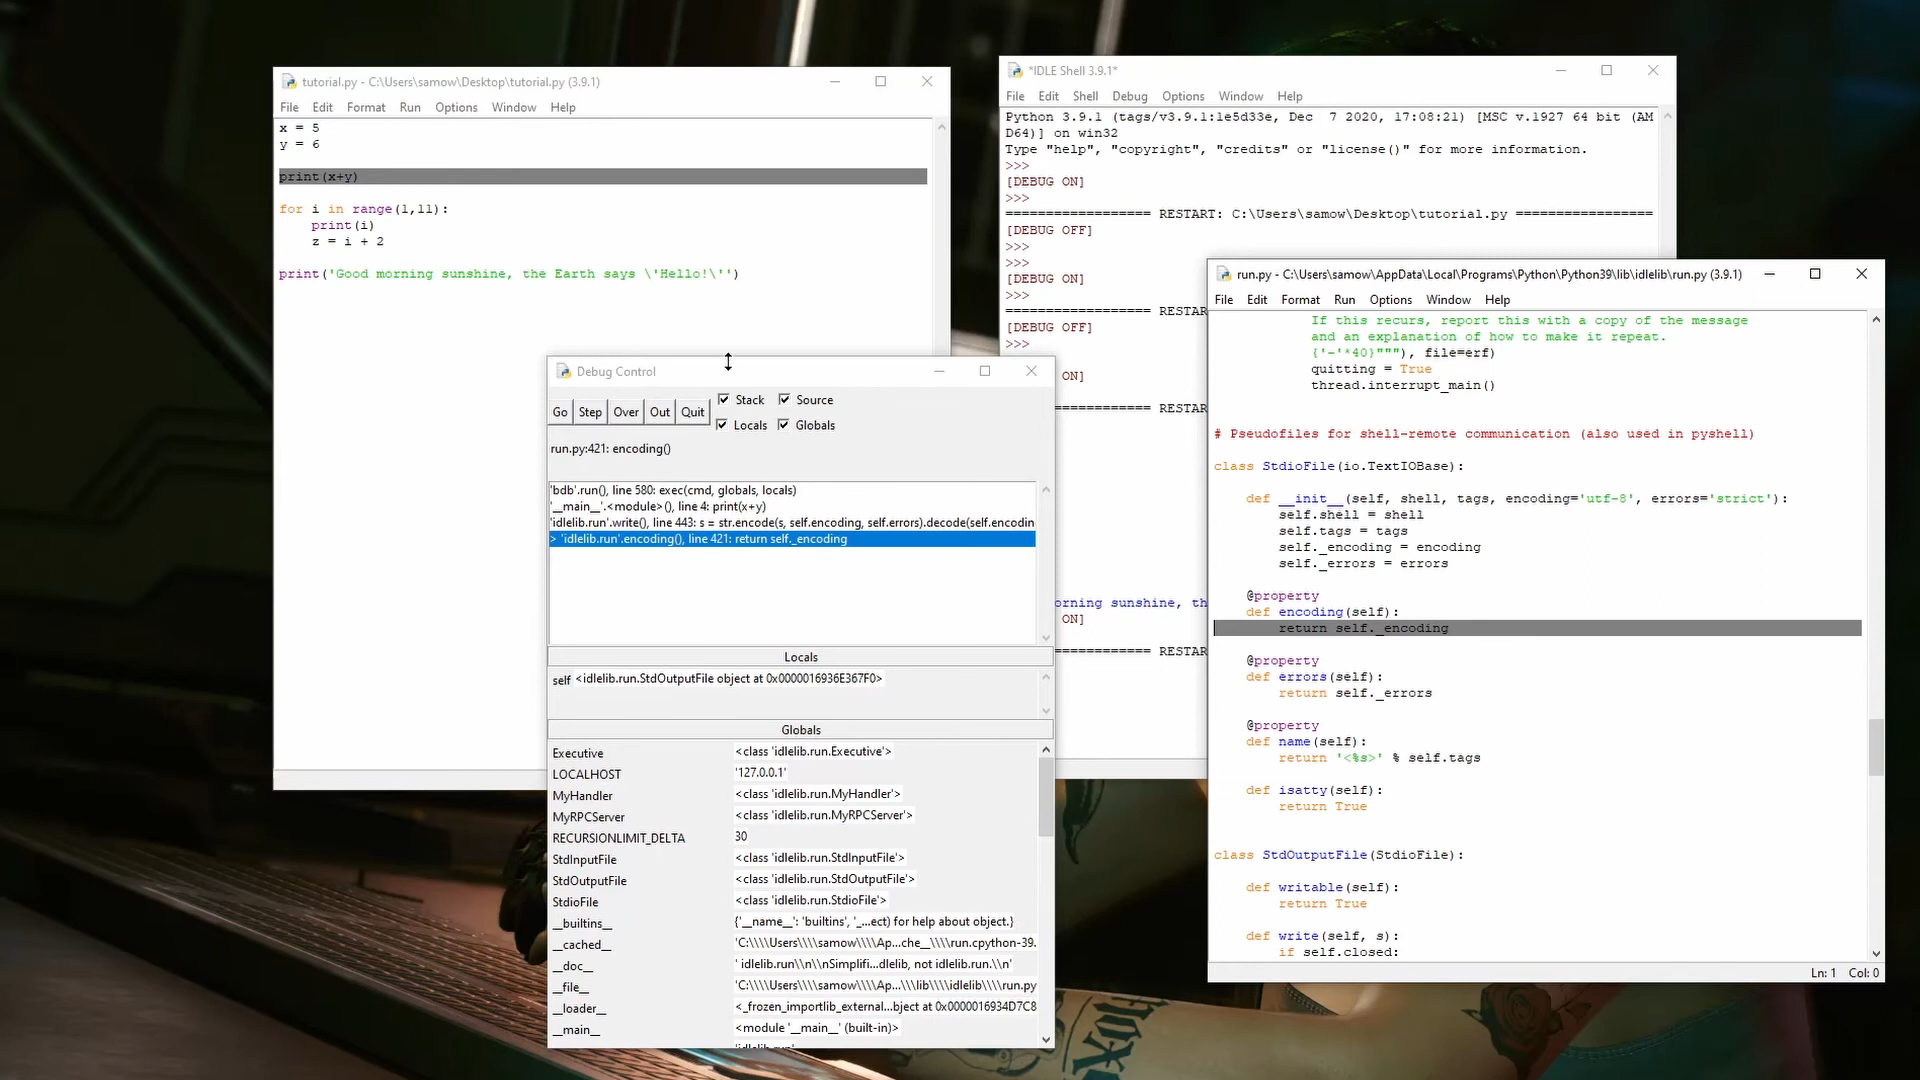 tutorial.py - C:\Users\samow\Desktop\tutorial.py (3.9.1)
File Edit Format Run Options Window Help
x = 5
y = 6
print(x+y)
for i in range(1,11):
    print(i)
    z = i + 2
print('Good morning sunshine, the Earth says \'Hello!\'')
*IDLE Shell 3.9.1*
File Edit Shell Debug Options Window Help
Python 3.9.1 (tags/v3.9.1:1e5d33e, Dec  7 2020, 17:08:21) [MSC v.1927 64 bit (AM
D64)] on win32
Type "help", "copyright", "credits" or "license()" for more information.
>>>
[DEBUG ON]
>>>
================== RESTART: C:\Users\samow\Desktop\tutorial.py =================
[DEBUG OFF]
>>>
>>>
[DEBUG ON]
>>>
================== RESTAR
[DEBUG OFF]
>>>
ON]
============ RESTAR
orning sunshine, th
ON]
============ RESTAR
Debug Control
Go Step Over Out Quit
Stack Source
Locals Globals
run.py:421: encoding()
'bdb'.run(), line 580: exec(cmd, globals, locals)
'__main__'.<module>(), line 4: print(x+y)
'idlelib.run'.write(), line 443: s = str.encode(s, self.encoding, self.errors).decode(self.encodin
> 'idlelib.run'.encoding(), line 421: return self._encoding
Locals
self <idlelib.run.StdOutputFile object at 0x0000016936E367F0>
Globals
Executive <class 'idlelib.run.Executive'>
LOCALHOST '127.0.0.1'
MyHandler <class 'idlelib.run.MyHandler'>
MyRPCServer <class 'idlelib.run.MyRPCServer'>
RECURSIONLIMIT_DELTA 30
StdInputFile <class 'idlelib.run.StdInputFile'>
StdOutputFile <class 'idlelib.run.StdOutputFile'>
StdioFile <class 'idlelib.run.StdioFile'>
__builtins__ {'__name__': 'builtins', '_...ect) for help about object.}
__cached__ 'C:\\\\Users\\\\samow\\\\Ap...che__\\\\run.cpython-39.
__doc__ ' idlelib.run\\n\\nSimplifi...dlelib, not idlelib.run.\\n'
__file__ 'C:\\\\Users\\\\samow\\\\Ap...\\\\lib\\\\idlelib\\\\run.py
__loader__ <_frozen_importlib_external...bject at 0x0000016934D7C8
__main__ <module '__main__' (built-in)>
run.py - C:\Users\samow\AppData\Local\Programs\Python\Python39\lib\idlelib\run.py (3.9.1)
File Edit Format Run Options Window Help
            If this recurs, report this with a copy of the message
            and an explanation of how to make it repeat.
            {'-'*40}"""), file=erf)
            quitting = True
            thread.interrupt_main()
# Pseudofiles for shell-remote communication (also used in pyshell)
class StdioFile(io.TextIOBase):
    def __init__(self, shell, tags, encoding='utf-8', errors='strict'):
        self.shell = shell
        self.tags = tags
        self._encoding = encoding
        self._errors = errors
    @property
    def encoding(self):
        return self._encoding
    @property
    def errors(self):
        return self._errors
    @property
    def name(self):
        return '<%s>' % self.tags
    def isatty(self):
        return True
class StdOutputFile(StdioFile):
    def writable(self):
        return True
    def write(self, s):
        if self.closed:
Ln: 1 Col: 0